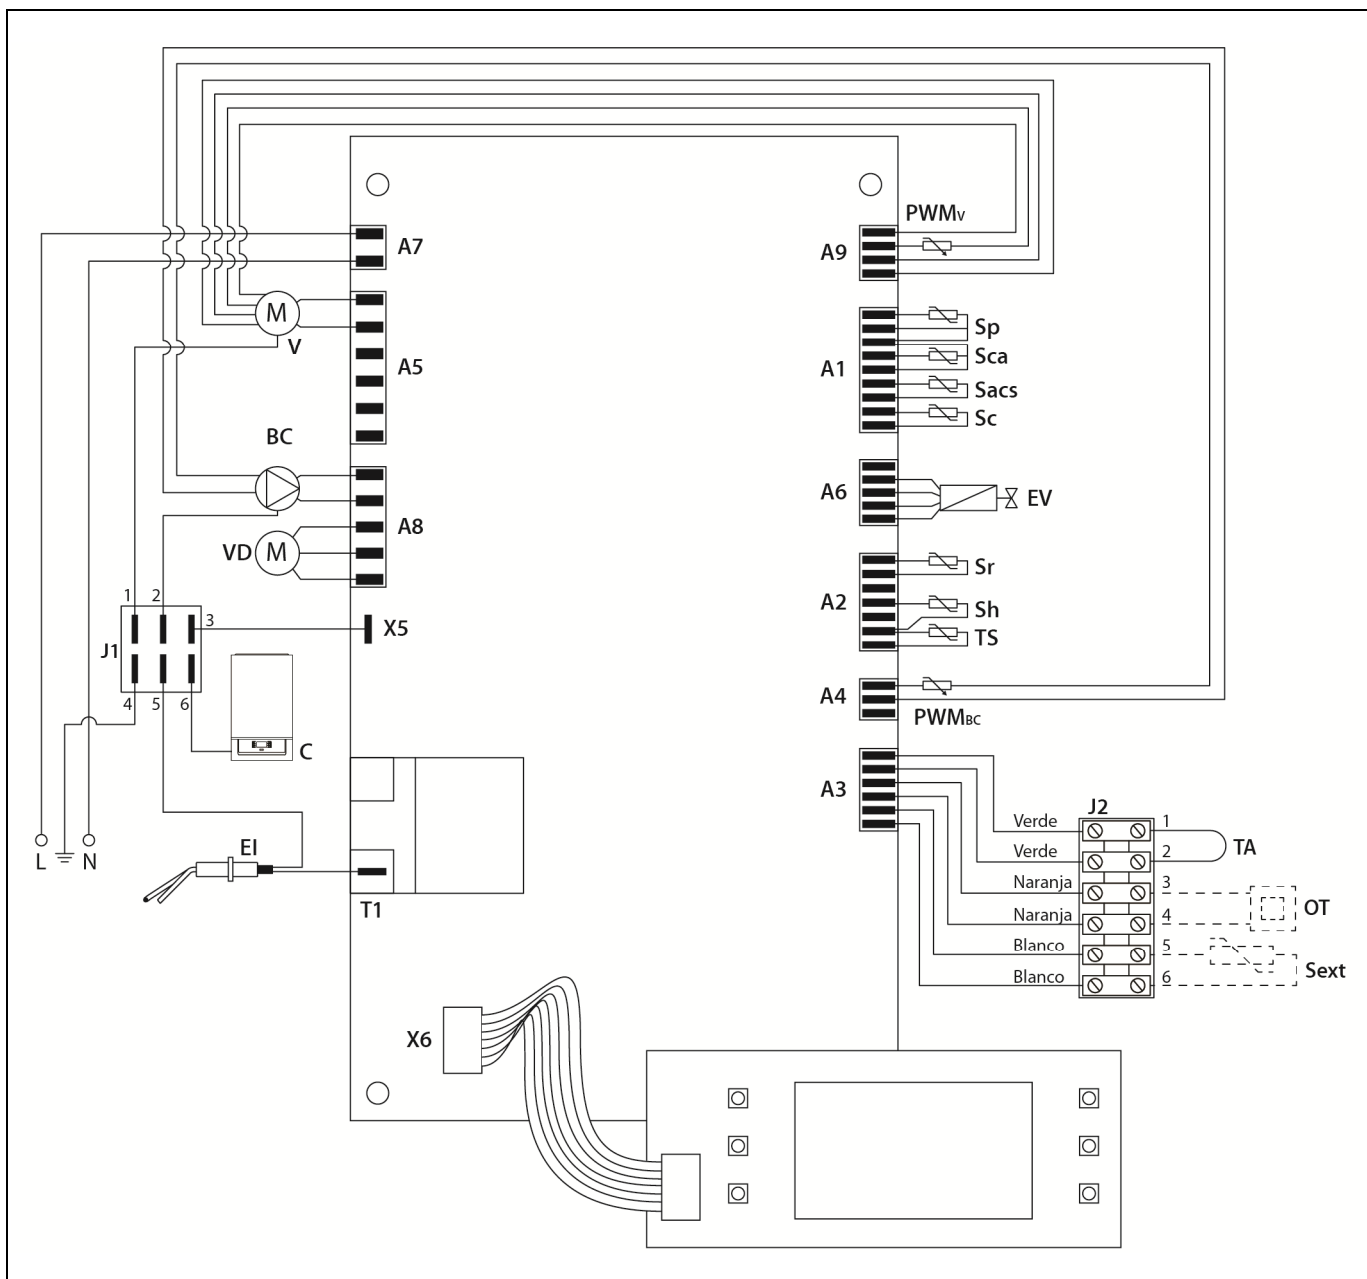 PWMV
A7
A9
M
V
Sp
A5
A1
Sca
Sacs
Sc
BC
A6
EV
A8
VD
M
Sr
A2
Sh
TS
1
2
3
X5
J1
4
5
6
A4
PWMBC
C
A3
J2
Verde
1
TA
Verde
2
Naranja
3
OT
Naranja
4
Blanco
5
Sext
Blanco
6
L
N
EI
T1
X6